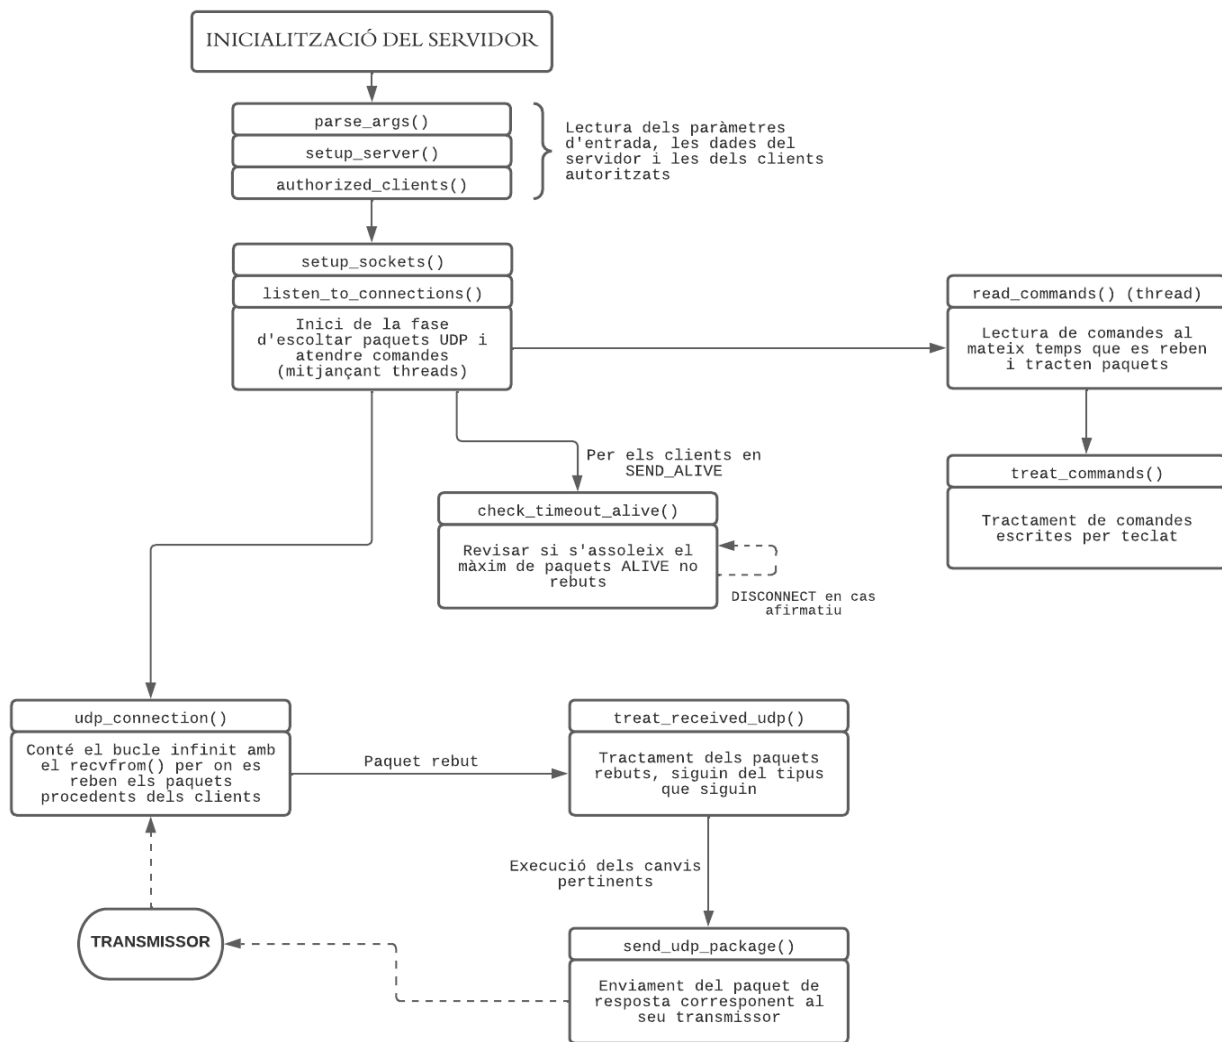 INICIALITZACIÓ DEL SERVIDOR
parse_args()
setup_server()
authorized_clients()
Lectura dels paràmetres
d'entrada, les dades del
servidor i les dels clients
autoritzats
setup_sockets()
listen_to_connections()
Inici de la fase
d'escoltar paquets UDP i
atendre comandes
(mitjançant threads)
read_commands() (thread)
Lectura de comandes al
mateix temps que es reben
i tracten paquets
treat_commands()
Tractament de comandes
escrites per teclat
Per els clients en
SEND_ALIVE
check_timeout_alive()
Revisar si s'assoleix el
màxim de paquets ALIVE no
rebuts
DISCONNECT en cas
afirmatiu
udp_connection()
Conté el bucle infinit amb
el recvfrom() per on es
reben els paquets
procedents dels clients
Paquet rebut
treat_received_udp()
Tractament dels paquets
rebuts, siguin del tipus
que siguin
Execució dels canvis
pertinents
send_udp_package()
Enviament del paquet de
resposta corresponent al
seu transmissor
TRANSMISSOR